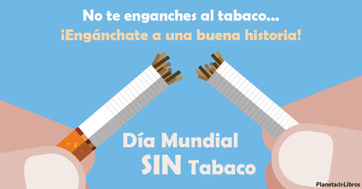 No te enganches al tabaco...
¡Engánchate a una buena historia!
Día Mundial
SIN Tabaco
PlanetadeLibros